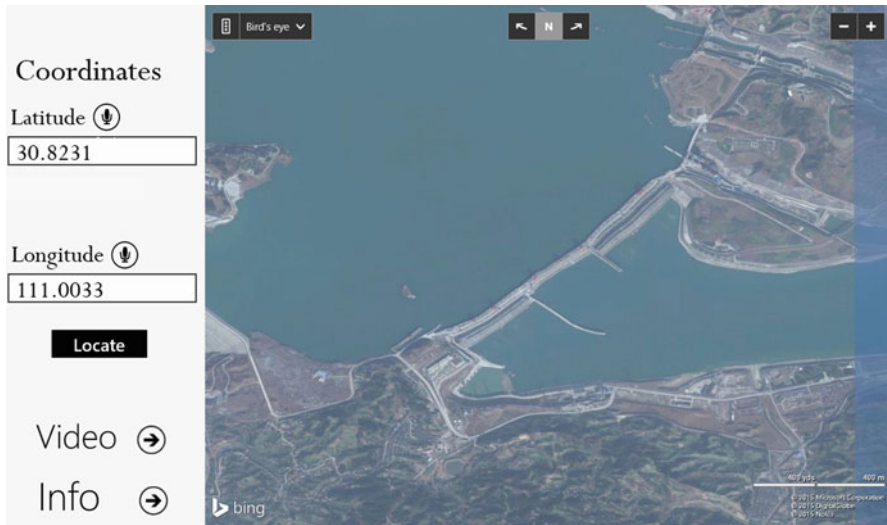 Coordinates
Latitude
30.8231
Longitude
111.0033
Locate
Video
Info
Bird's eye
N
− +
400 yds 400 m
© 2015 Microsoft Corporation
© 2015 DigitalGlobe
© 2015 Nokia
bing